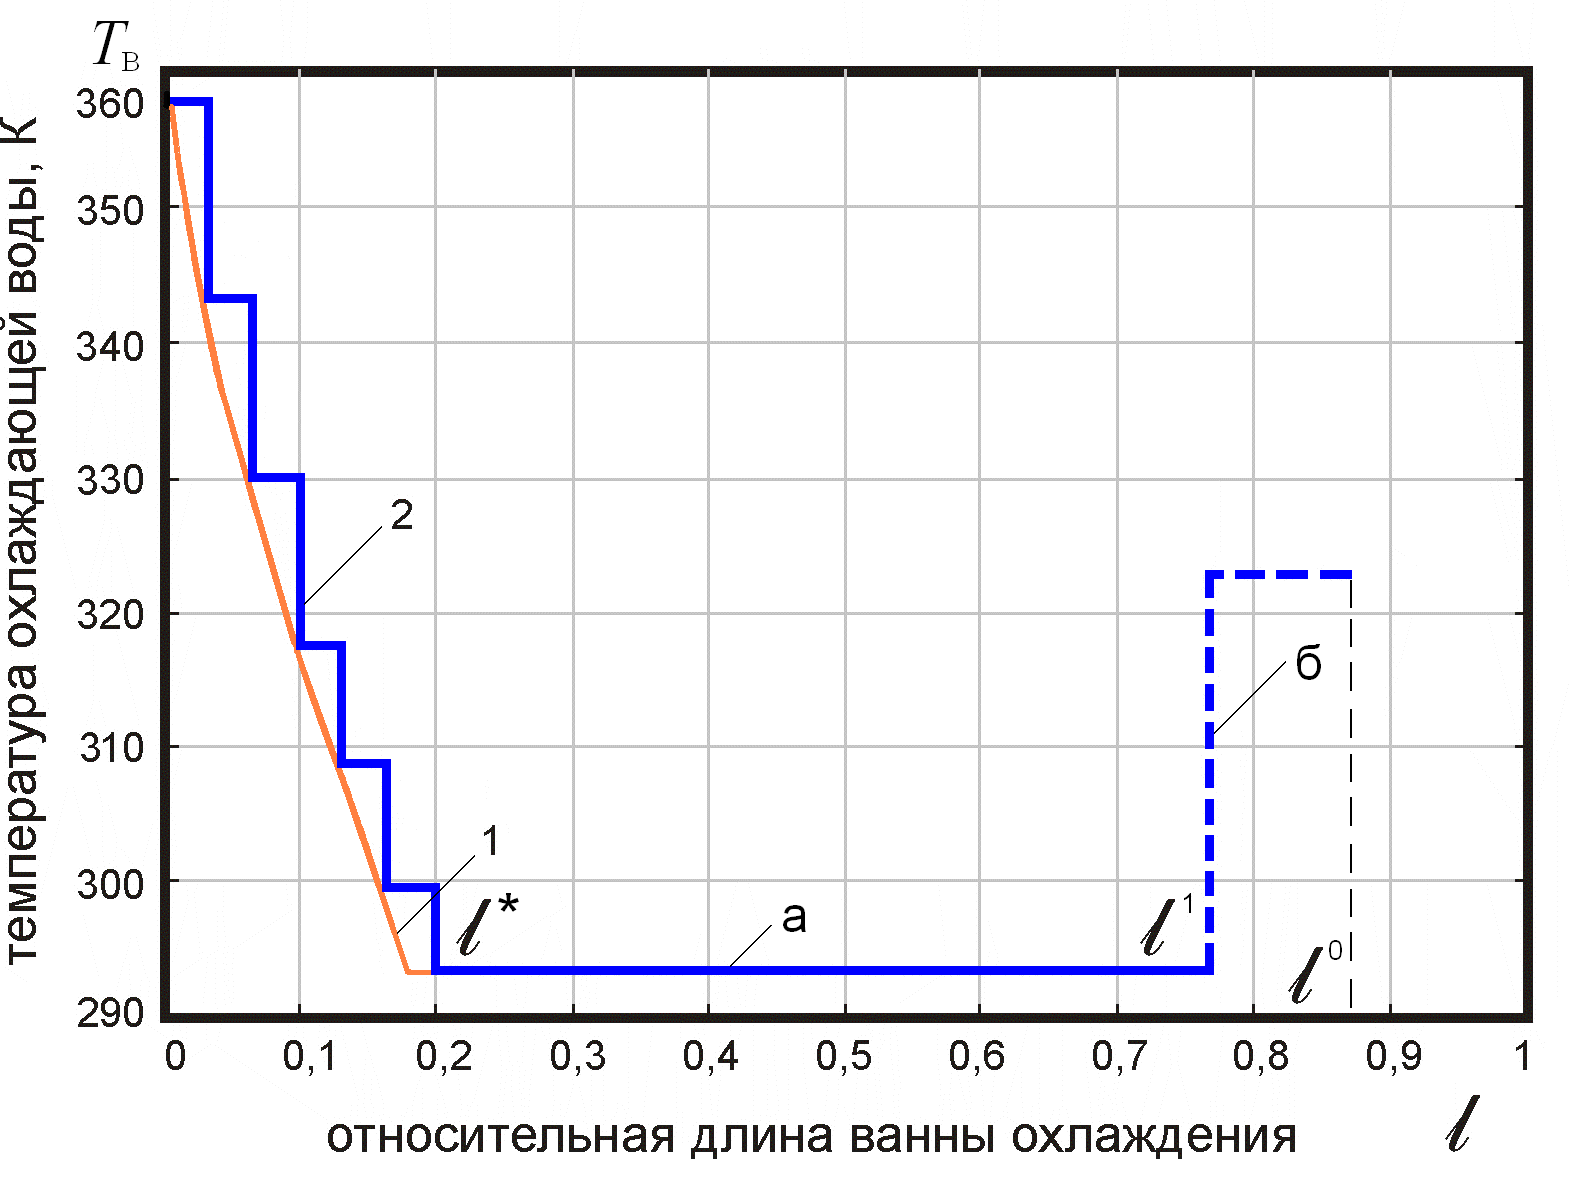 T_В
температура охлаждающей воды, К
360
350
340
330
320
310
300
290
2
1
l*
а
l¹
б
l⁰
0 0,1 0,2 0,3 0,4 0,5 0,6 0,7 0,8 0,9 1
относительная длина ванны охлаждения l